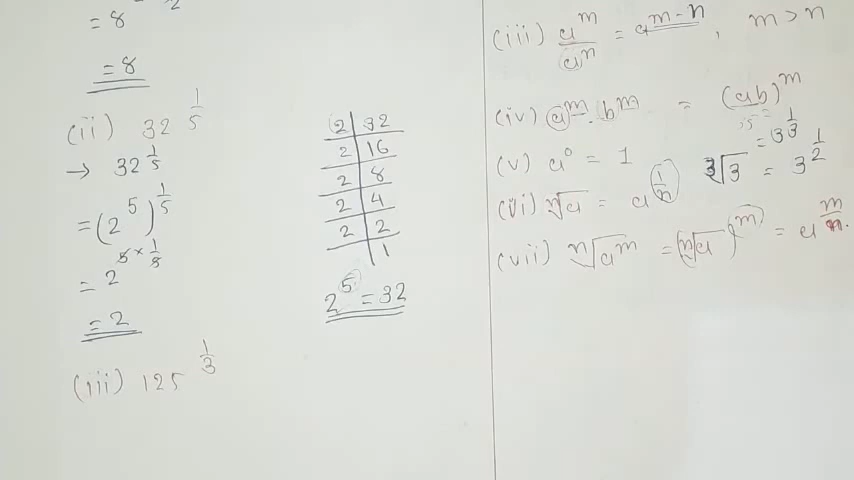 = 8
= 8
(ii) 32^(1/5)
→ 32^(1/5)
= (2^5)^(1/5)
= 2^(5×1/5)
= 2
(iii) 125^(1/3)
2 | 32
2 | 16
2 | 8
2 | 4
2 | 2
| 1
2^5 = 32
(iii) a^m/a^n = a^(m-n), m > n
(iv) a^m · b^m = (ab)^m
(v) a^0 = 1
= 3^(1/3)
(vi) ⁿ√a = a^(1/n) ³√3 = 3^(1/2)
(vii) ⁿ√a^m = (ⁿ√a)^m = a^(m/n).